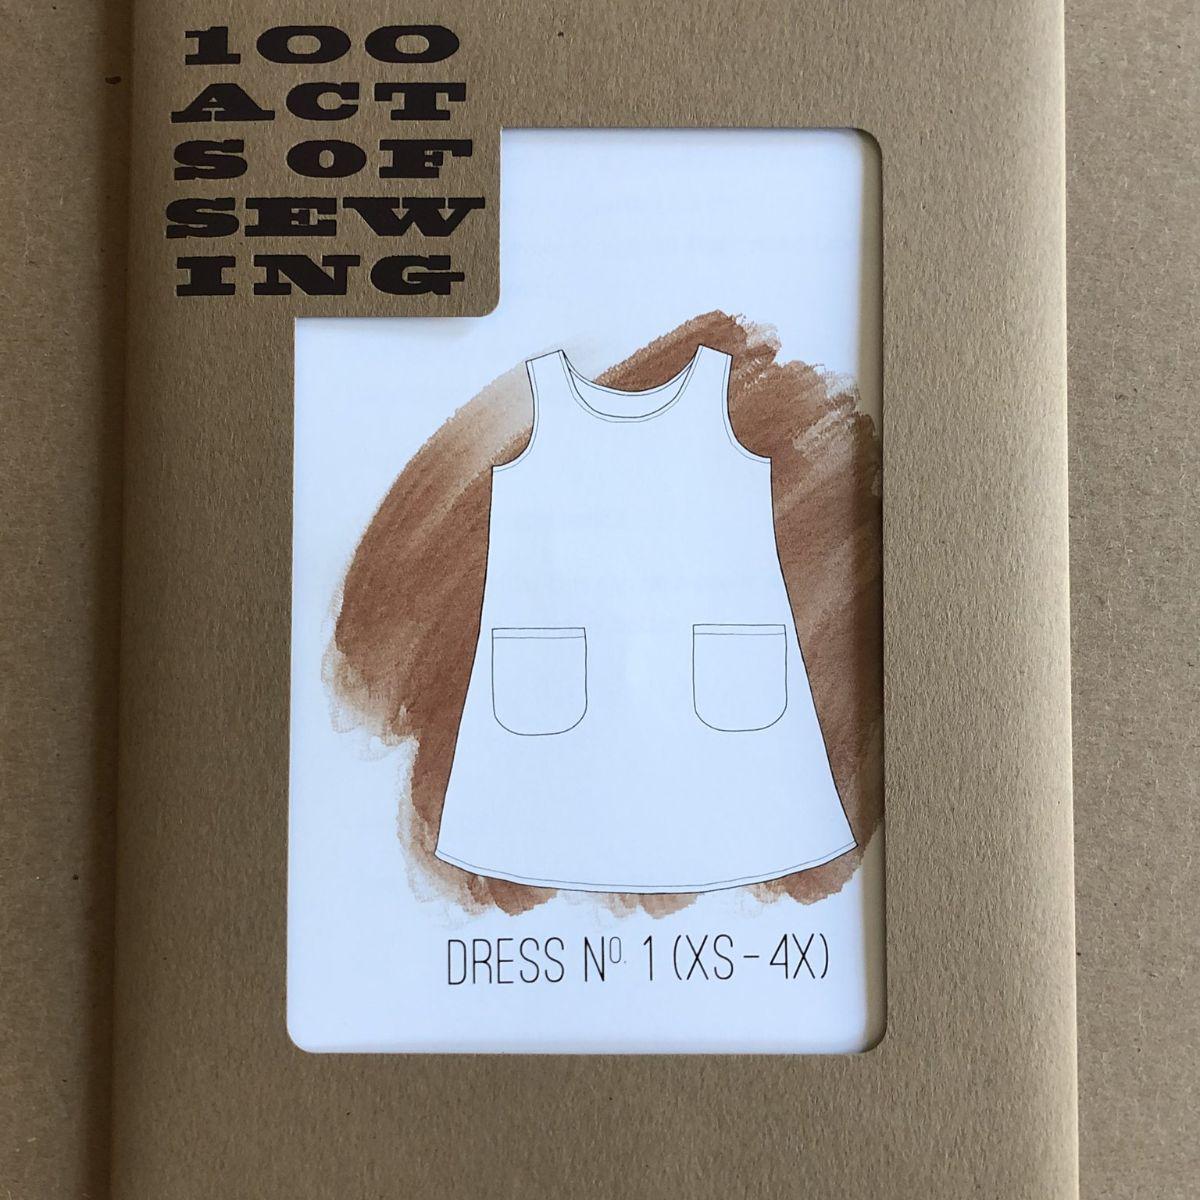 100
ACT
S OF
SEW
ING
DRESS Nº. 1 (XS-4X)